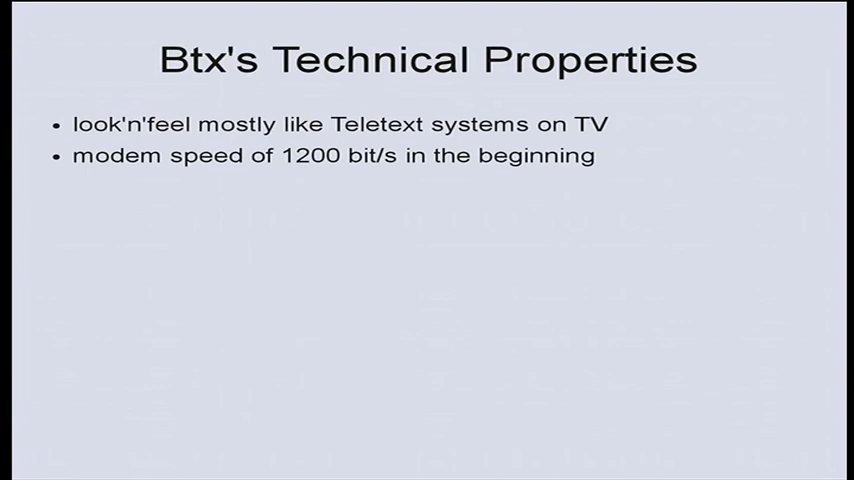 Btx's Technical Properties
• look'n'feel mostly like Teletext systems on TV
• modem speed of 1200 bit/s in the beginning